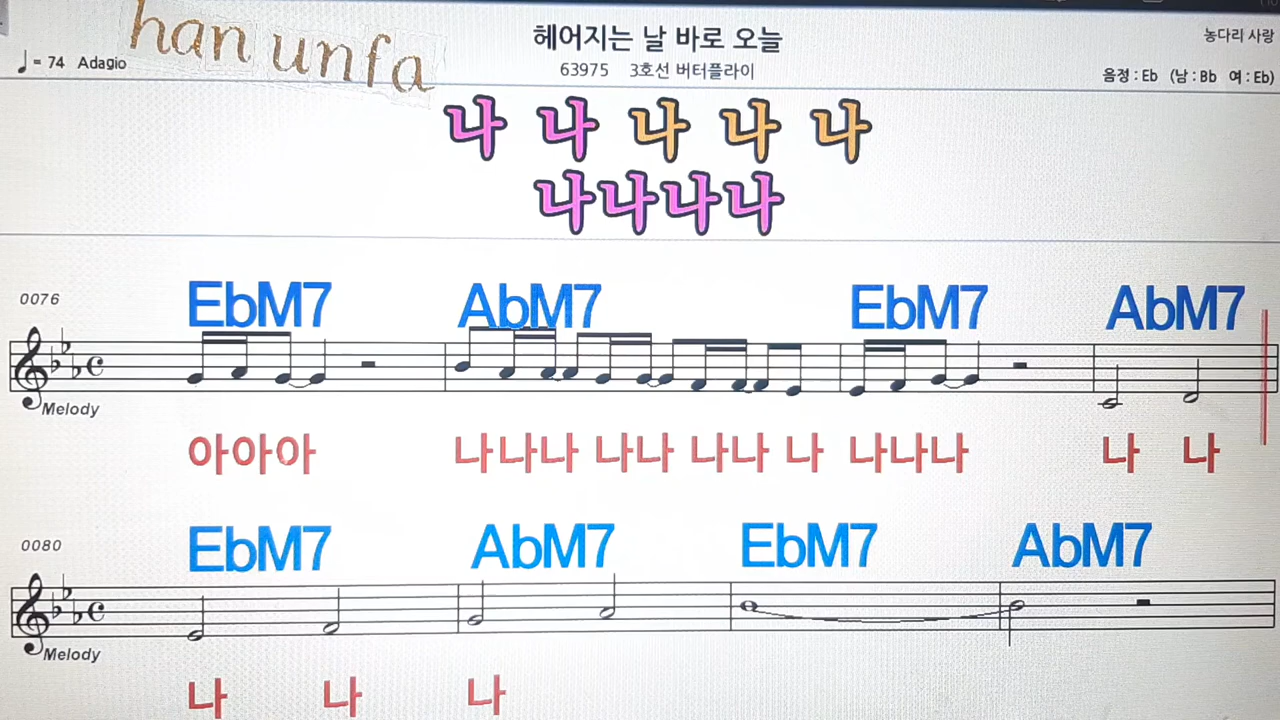 han unfa
헤어지는 날 바로 오늘
농다리 사랑
♩= 74 Adagio
63975 3호선 버터플라이
음정 : Eb (남 : Bb 여 : Eb)
나 나 나 나 나
나나나나
0076
EbM7 AbM7 EbM7 AbM7
Melody
아아아 나나나 나나 나나 나 나나나 나 나
0080
EbM7 AbM7 EbM7 AbM7
Melody
나 나 나